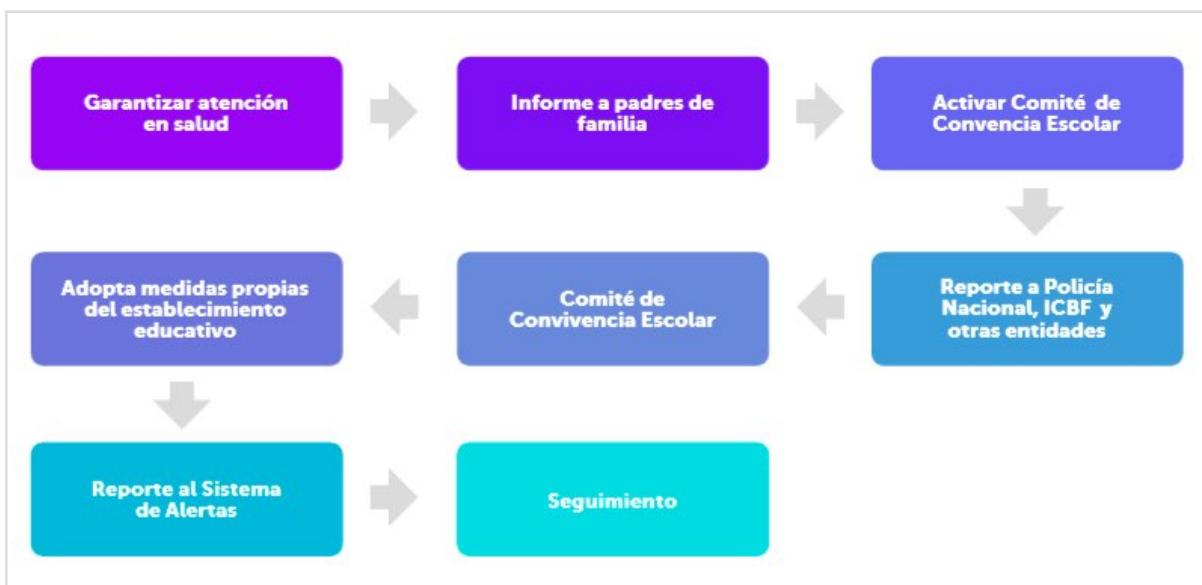 Garantizar atención
en salud
Informe a padres de
familia
Activar Comité de
Convencia Escolar
Reporte a Policía
Nacional, ICBF y
otras entidades
Comité de
Convivencia Escolar
Adopta medidas propias
del establecimiento
educativo
Reporte al Sistema
de Alertas
Seguimiento